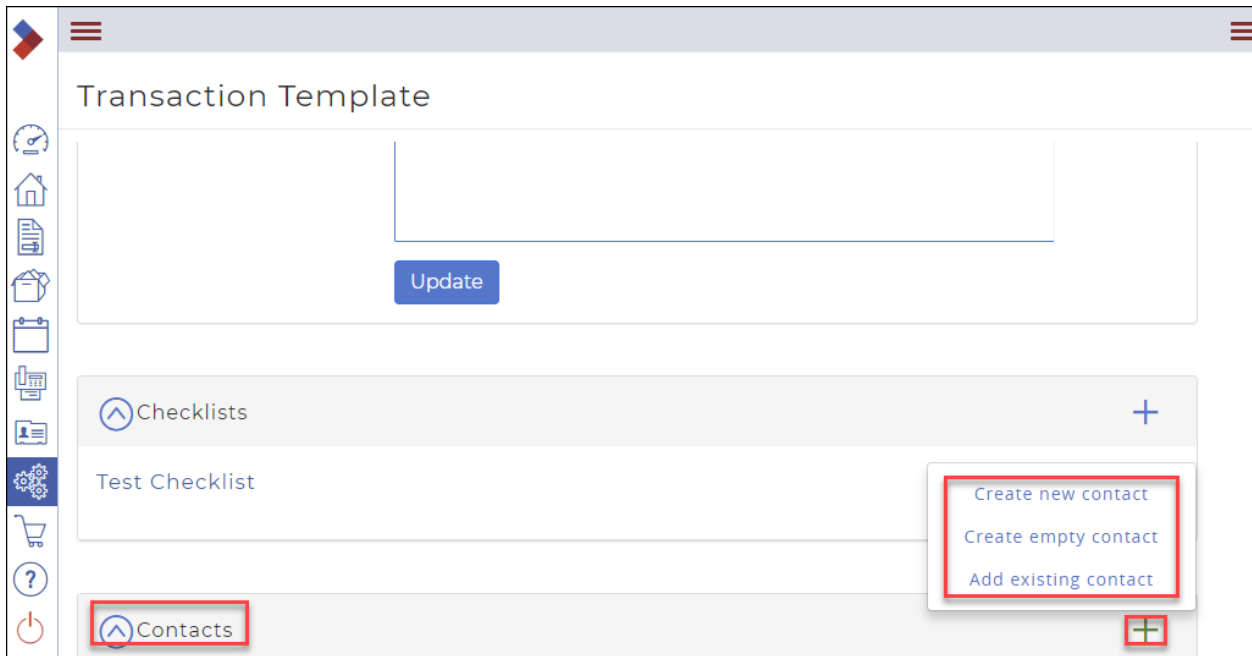 Transaction Template
Update
Checklists
Test Checklist
Create new contact
Create empty contact
Add existing contact
Contacts